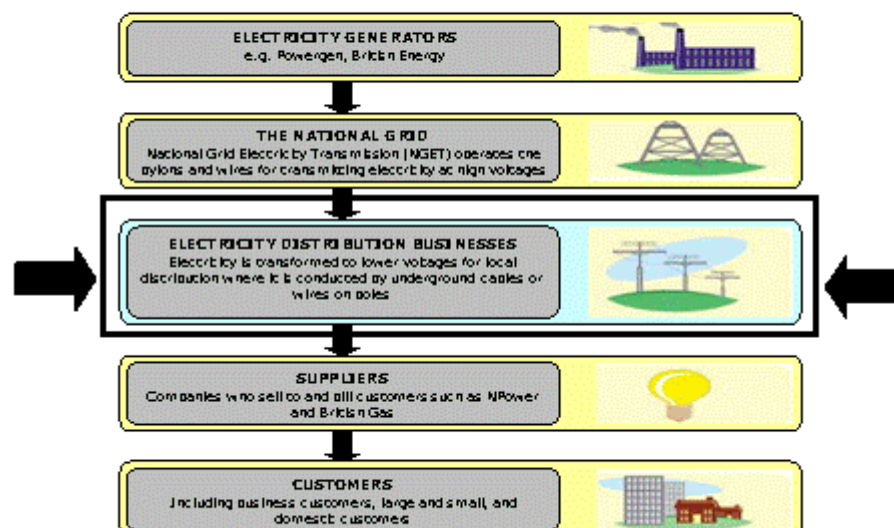 ELECTRICITY GENERATORS
e.g. Powergen, British Energy
THE NATIONAL GRID
National Grid Electricity Transmission (NGET) operates the
pylons and wires for transmitting electricity at high voltages
ELECTRICITY DISTRIBUTION BUSINESSES
Electricity is transformed to lower voltages for local
distribution where it is conducted by underground cables or
wires on poles
SUPPLIERS
Companies who sell to and bill customers such as NPower
and British Gas
CUSTOMERS
Including business customers, large and small, and
domestic customers